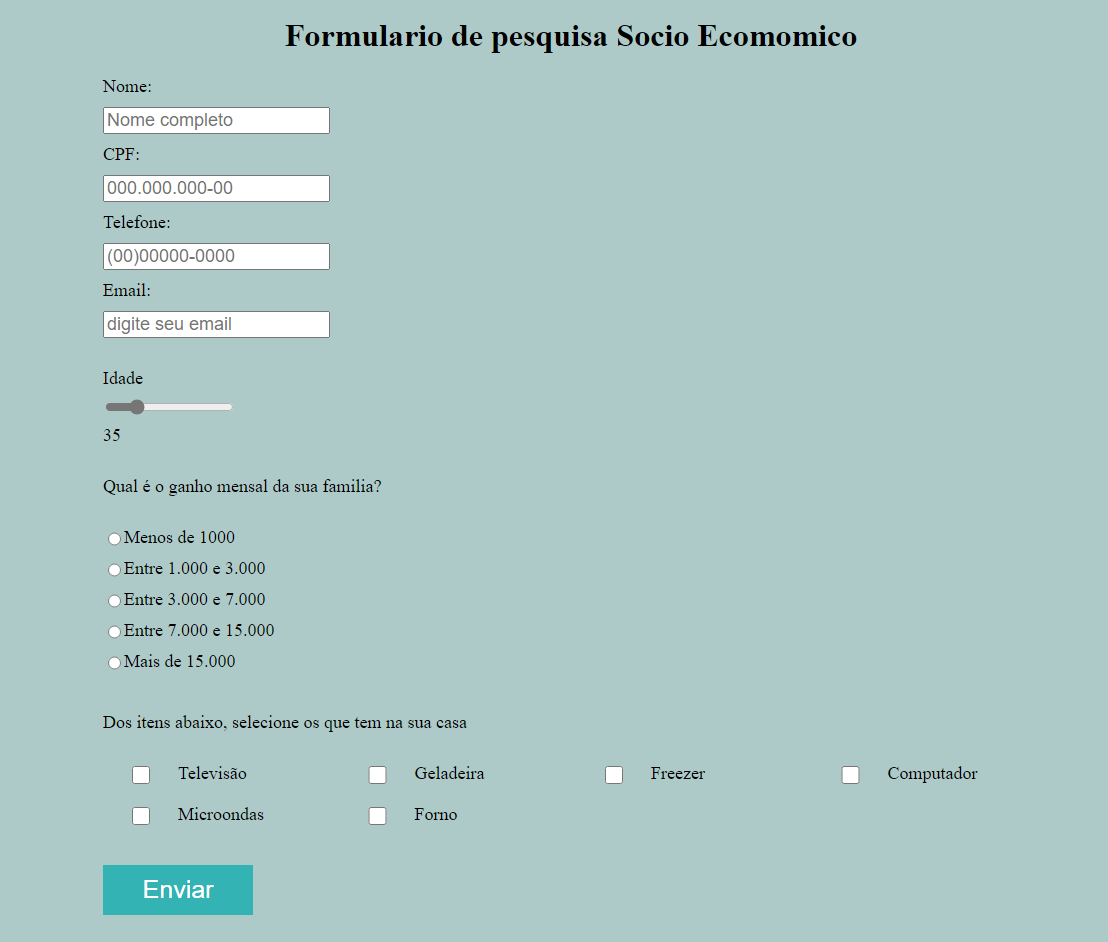 Formulario de pesquisa Socio Ecomomico
Nome:
Nome completo
CPF:
000.000.000-00
Telefone:
(00)00000-0000
Email:
digite seu email
Idade
35
Qual é o ganho mensal da sua familia?
Menos de 1000
Entre 1.000 e 3.000
Entre 3.000 e 7.000
Entre 7.000 e 15.000
Mais de 15.000
Dos itens abaixo, selecione os que tem na sua casa
Televisão Geladeira Freezer Computador
Microondas Forno
Enviar